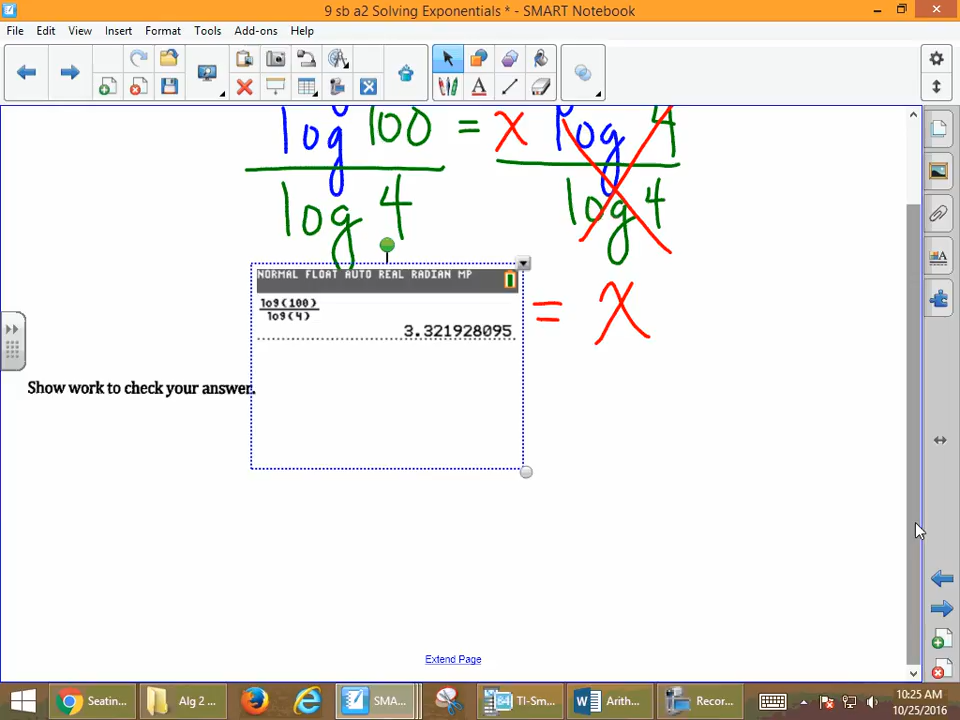 9 sb a2 Solving Exponentials * - SMART Notebook
File Edit View Insert Format Tools Add-ons Help
log 100 = x log 4
log 4 log 4
NORMAL FLOAT AUTO REAL RADIAN MP
log(100)
log(4)
3.321928095
= x
Show work to check your answer.
Extend Page
Seatin... Alg 2 ... SMA... TI-Sm... Arith... Recor...
10:25 AM
10/25/2016